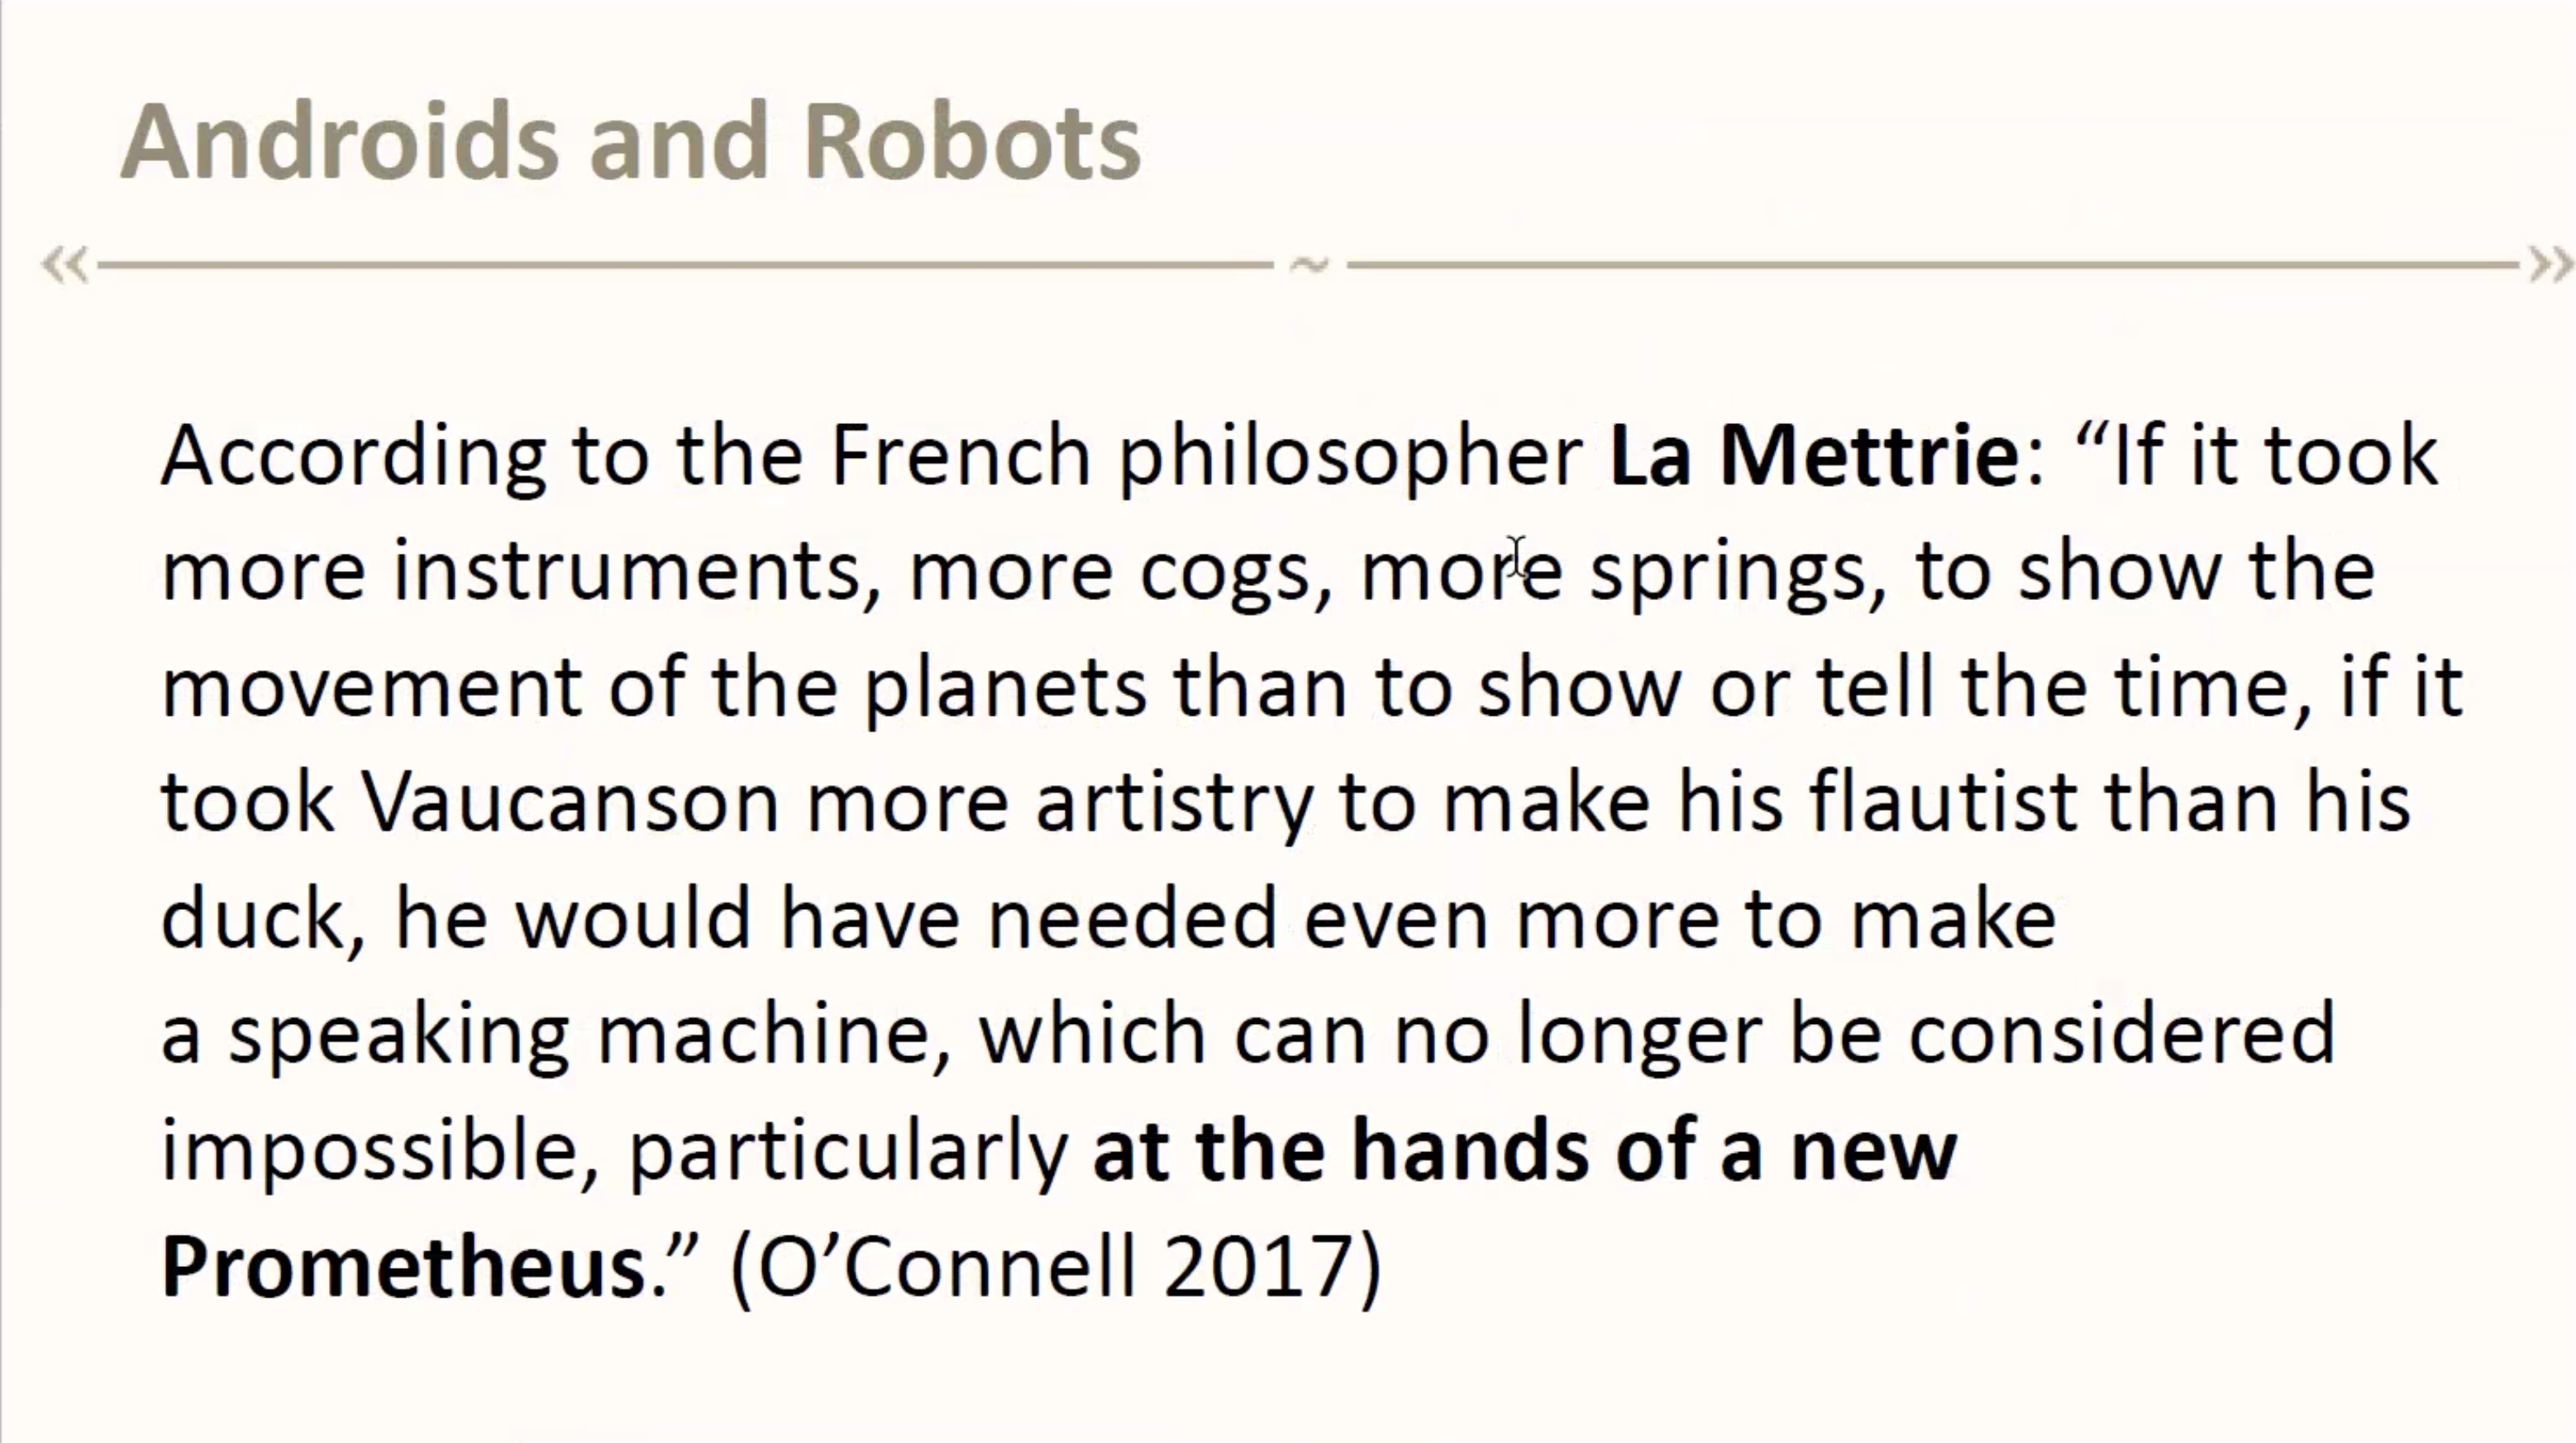 Androids and Robots
According to the French philosopher La Mettrie: “If it took
more instruments, more cogs, more springs, to show the
movement of the planets than to show or tell the time, if it
took Vaucanson more artistry to make his flautist than his
duck, he would have needed even more to make
a speaking machine, which can no longer be considered
impossible, particularly at the hands of a new
Prometheus.” (O’Connell 2017)